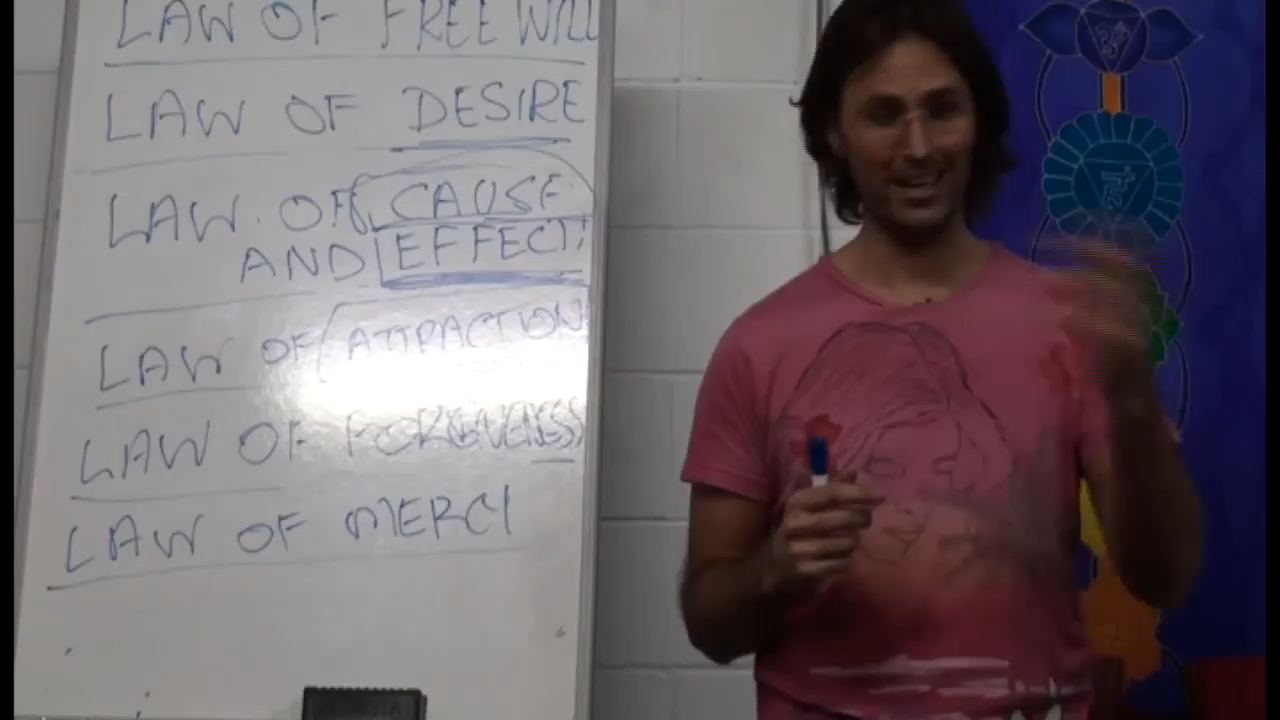 LAW OF FREE WILL
LAW OF DESIRE
LAW OF CAUSE
AND EFFECT
LAW OF ATTRACTION
LAW OF FORGIVENESS
LAW OF MERCI